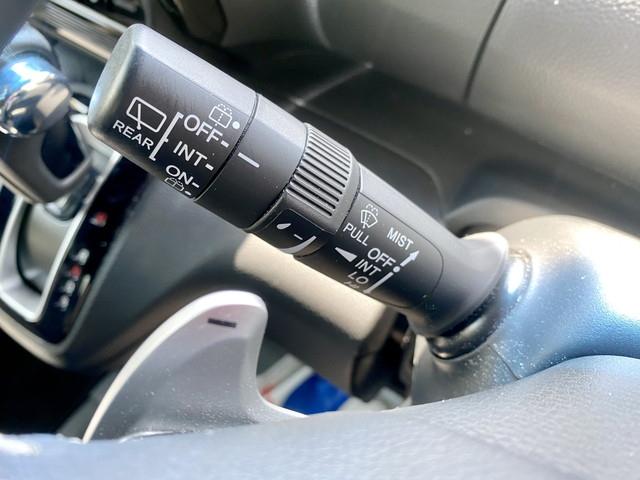 REAR
OFF
INT
ON
PULL
MIST
OFF
INT
LO
HI